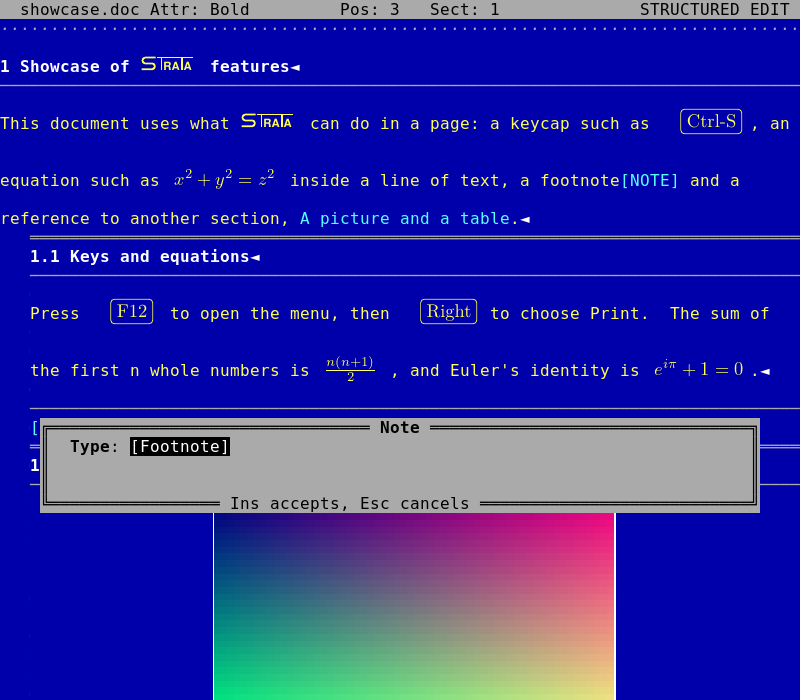 showcase.doc Attr: Bold Pos: 3 Sect: 1 STRUCTURED EDIT
1 Showcase of STRATA features◄
This document uses what STRATA can do in a page: a keycap such as Ctrl-S , an
equation such as x² + y² = z² inside a line of text, a footnote[NOTE] and a
reference to another section, A picture and a table.◄
1.1 Keys and equations◄
Press F12 to open the menu, then Right to choose Print. The sum of
the first n whole numbers is n(n+1)/2 , and Euler's identity is e^{iπ} + 1 = 0 .◄
[
Note
Type: [Footnote]
1
Ins accepts, Esc cancels